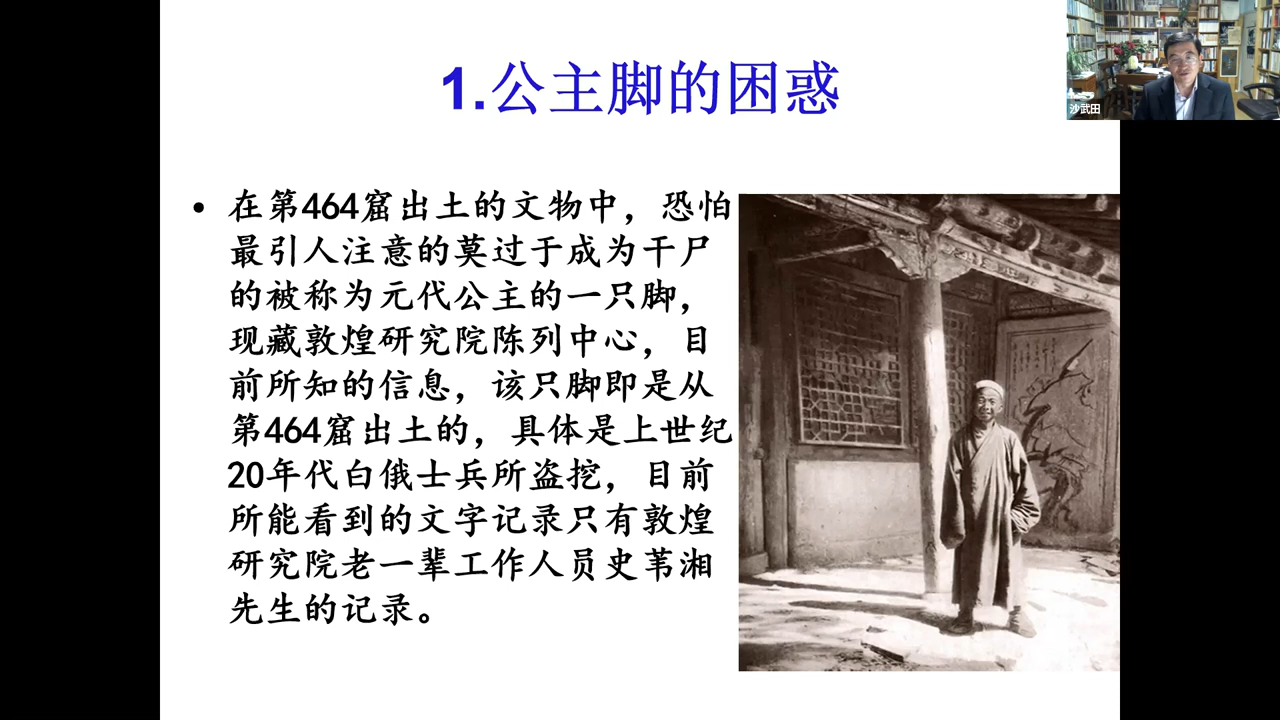 1.公主脚的困惑
沙武田
• 在第464窟出土的文物中，恐怕
最引人注意的莫过于成为干尸
的被称为元代公主的一只脚，
现藏敦煌研究院陈列中心，目
前所知的信息，该只脚即是从
第464窟出土的，具体是上世纪
20年代白俄士兵所盗挖，目前
所能看到的文字记录只有敦煌
研究院老一辈工作人员史苇湘
先生的记录。